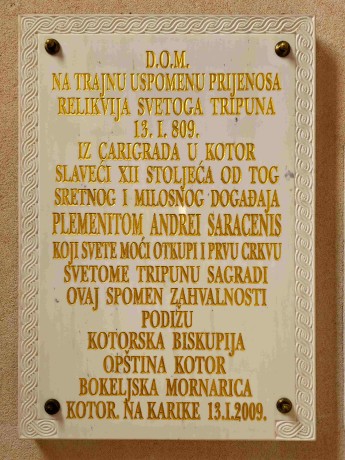 D.O.M.
NA TRAJNU USPOMENU PRIJENOSA
RELIKVIJA SVETOGA TRIPUNA
13. I. 809.
IZ CARIGRADA U KOTOR
SLAVEĆI XII STOLJEĆA OD TOG
SRETNOG I MILOSNOG DOGAĐAJA
PLEMENITOM ANDREI SARACENIS
KOJI SVETE MOĆI OTKUPI I PRVU CRKVU
SVETOME TRIPUNU SAGRADI
OVAJ SPOMEN ZAHVALNOSTI
PODIŽU
KOTORSKA BISKUPIJA
OPŠTINA KOTOR
BOKELJSKA MORNARICA
KOTOR. NA KARIKE 13.I.2009.